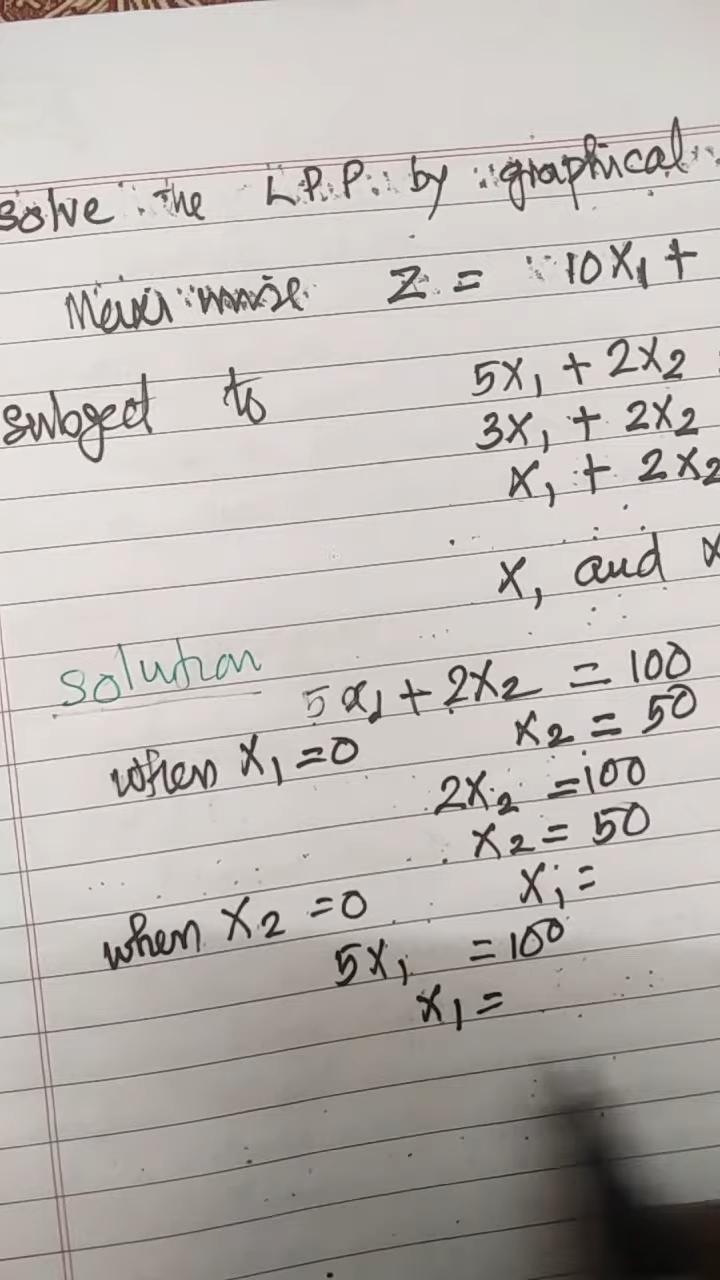 solve the L.P.P. by graphical
Maximize Z = 10x₁ +
subject to 5x₁ + 2x₂
3x₁ + 2x₂
x₁ + 2x₂
x₁ and x
solution
5x₁ + 2x₂ = 100
when x₁ = 0 x₂ = 50
2x₂ = 100
x₂ = 50
when x₂ = 0 x₁ =
5x₁ = 100
x₁ =